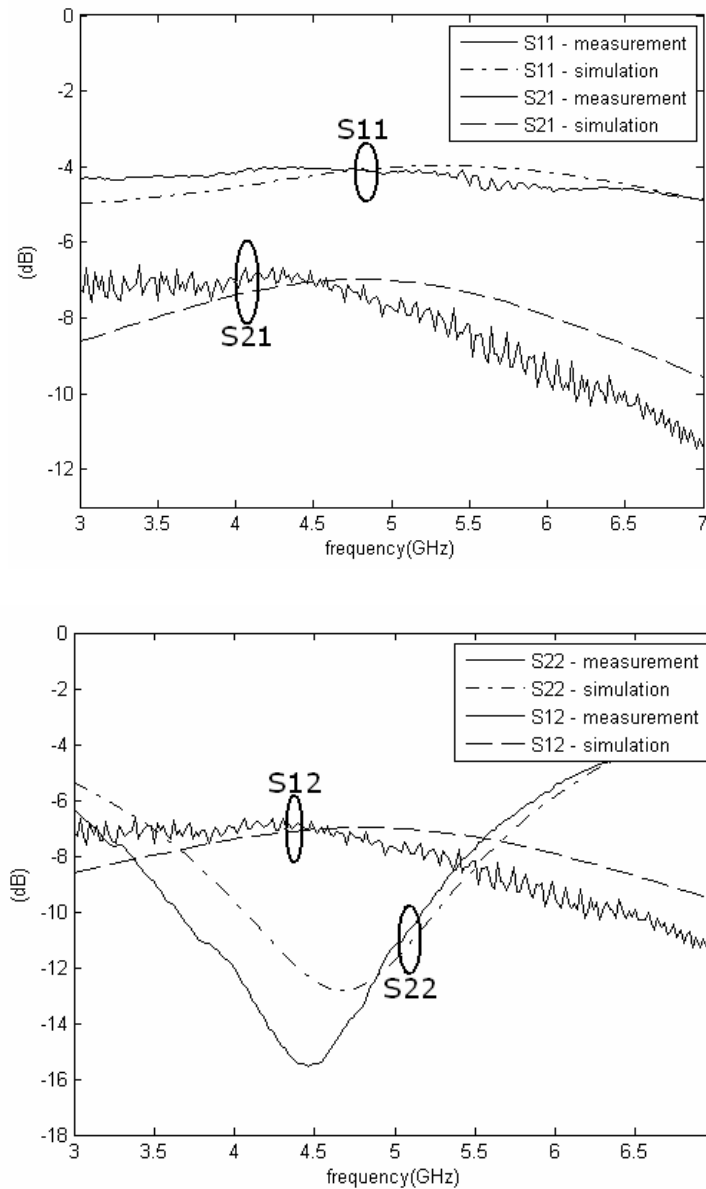 0
-2
-4
-6
-8
-10
-12
(dB)
S11 - measurement
S11 - simulation
S21 - measurement
S21 - simulation
S11
S21
3 3.5 4 4.5 5 5.5 6 6.5 7
frequency(GHz)
0
-2
-4
-6
-8
-10
-12
-14
-16
-18
(dB)
S22 - measurement
S22 - simulation
S12 - measurement
S12 - simulation
S12
S22
3 3.5 4 4.5 5 5.5 6 6.5
frequency(GHz)